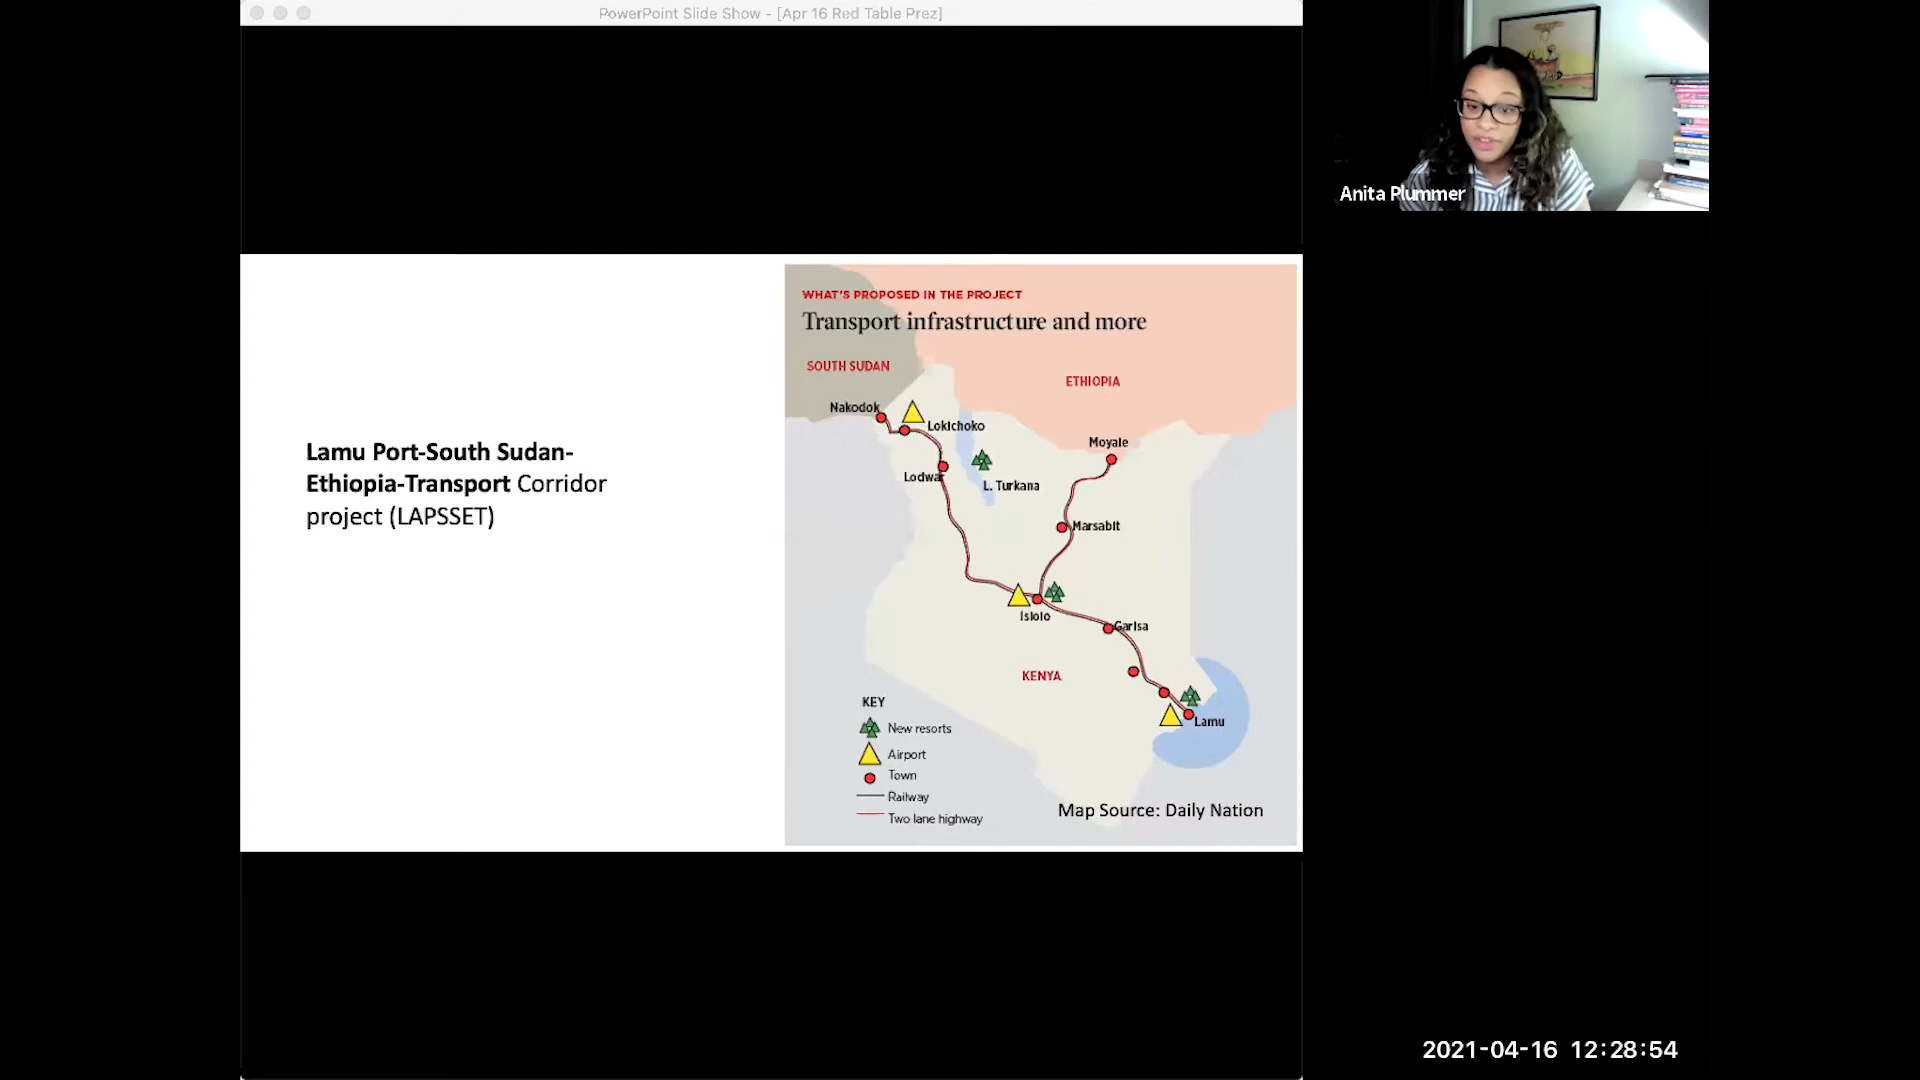 PowerPoint Slide Show - [Apr 16 Red Table Prez]
Anita Plummer
Lamu Port-South Sudan-
Ethiopia-Transport Corridor
project (LAPSSET)
WHAT'S PROPOSED IN THE PROJECT
Transport infrastructure and more
SOUTH SUDAN
ETHIOPIA
Nakodok
Lokichoko
Moyale
Lodwar
L. Turkana
Marsabit
Isiolo
Garisa
KENYA
Lamu
KEY
New resorts
Airport
Town
Railway
Two lane highway
Map Source: Daily Nation
2021-04-16 12:28:54